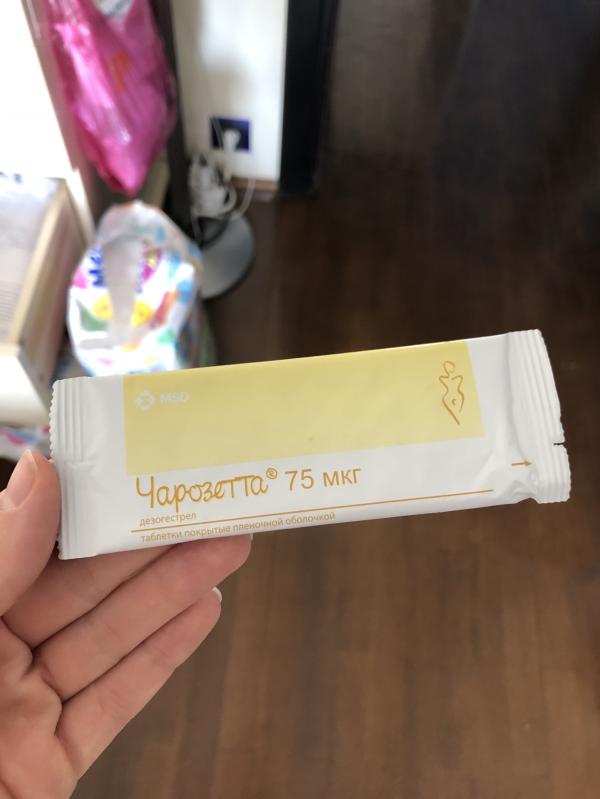 MSD
Чарозетта® 75 мкг
дезогестрел
таблетки покрытые пленочной оболочкой